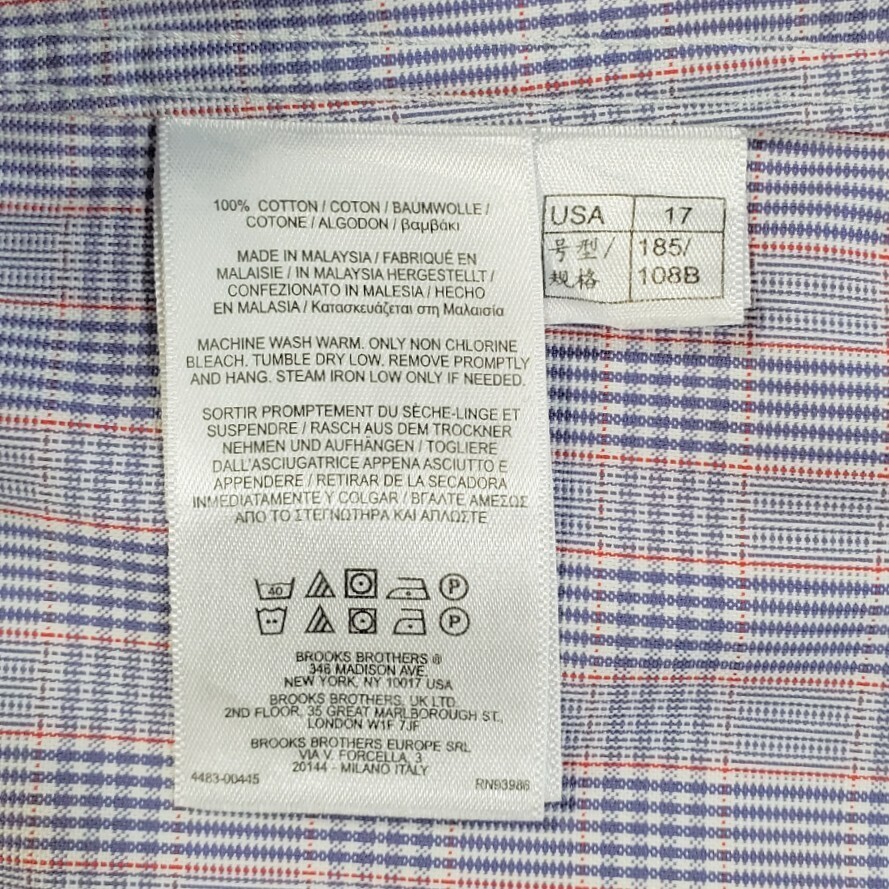 100% COTTON / COTON / BAUMWOLLE /
COTONE / ALGODON / βαμβάκι
MADE IN MALAYSIA / FABRIQUÉ EN
MALAISIE / IN MALAYSIA HERGESTELLT /
CONFEZIONATO IN MALESIA / HECHO
EN MALASIA / Κατασκευάζεται στη Μαλαισία
MACHINE WASH WARM. ONLY NON CHLORINE
BLEACH. TUMBLE DRY LOW. REMOVE PROMPTLY
AND HANG. STEAM IRON LOW ONLY IF NEEDED.
SORTIR PROMPTEMENT DU SÈCHE-LINGE ET
SUSPENDRE / RASCH AUS DEM TROCKNER
NEHMEN UND AUFHÄNGEN / TOGLIERE
DALL'ASCIUGATRICE APPENA ASCIUTTO E
APPENDERE / RETIRAR DE LA SECADORA
INMEDIATAMENTE Y COLGAR / ΒΓΑΛΤΕ ΑΜΕΣΩΣ
ΑΠΟ ΤΟ ΣΤΕΓΝΩΤΗΡΑ ΚΑΙ ΑΠΛΩΣΤΕ
40 P
P
BROOKS BROTHERS ®
346 MADISON AVE.
NEW YORK, NY 10017 USA
BROOKS BROTHERS, UK LTD.
2ND FLOOR, 35 GREAT MARLBOROUGH ST.,
LONDON W1F 7JF
BROOKS BROTHERS EUROPE SRL
VIA V. FORCELLA, 3
20144 - MILANO ITALY
4483-00445 RN93986
USA 17
号型/ 185/
规格 108B